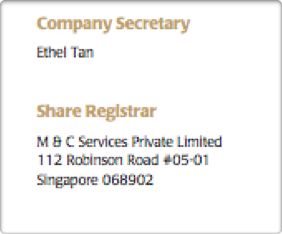 Company Secretary
Ethel Tan
Share Registrar
M & C Services Private Limited
112 Robinson Road #05-01
Singapore 068902